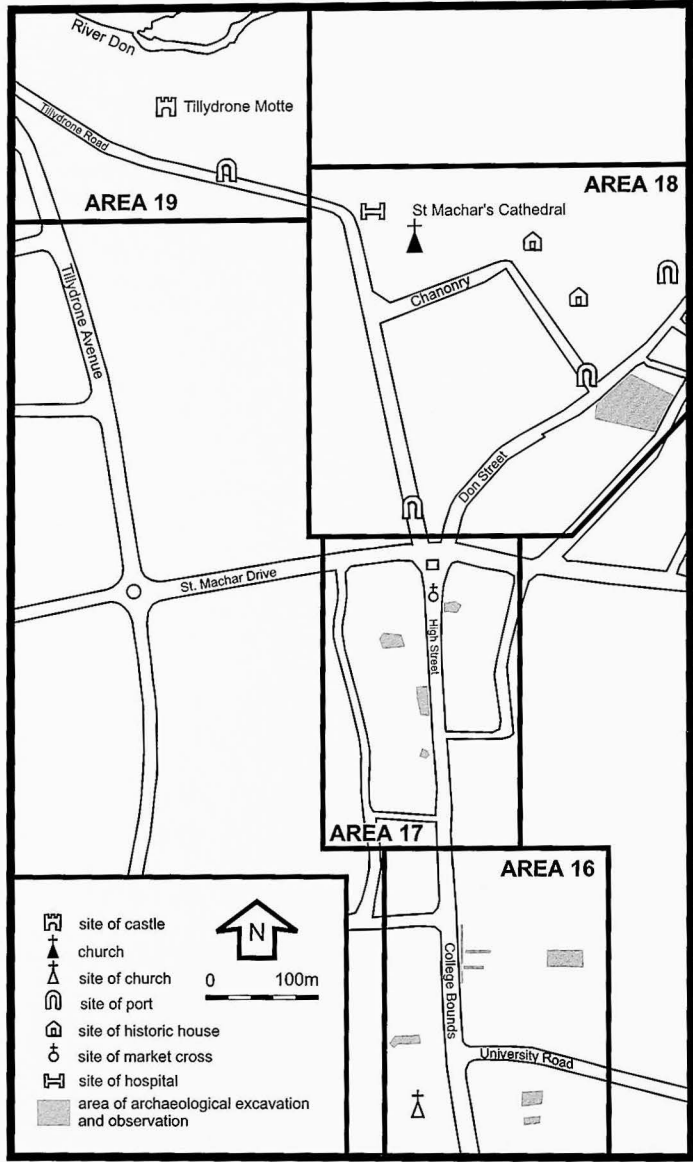 River Don
Tillydrone Motte
Tillydrone Road
AREA 19
AREA 18
St Machar's Cathedral
Chanonry
Tillydrone Avenue
Don Street
St. Machar Drive
High Street
AREA 17
AREA 16
College Bounds
University Road
site of castle
church
site of church
site of port
site of historic house
site of market cross
site of hospital
area of archaeological excavation
and observation
N
0 100m